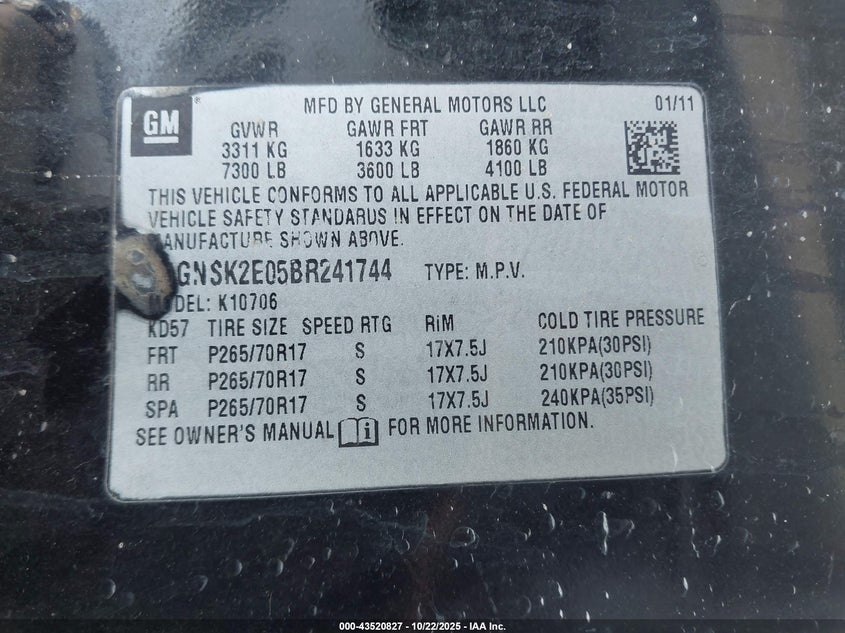 GM
®
MFD BY GENERAL MOTORS LLC 01/11
GVWR GAWR FRT GAWR RR
3311 KG 1633 KG 1860 KG
7300 LB 3600 LB 4100 LB
THIS VEHICLE CONFORMS TO ALL APPLICABLE U.S. FEDERAL MOTOR
VEHICLE SAFETY STANDARDS IN EFFECT ON THE DATE OF
ANUFACTURE SHOWN ABOVE.
GNSK2E05BR241744 TYPE: M.P.V.
MODEL: K10706
KD57 TIRE SIZE SPEED RTG RIM COLD TIRE PRESSURE
FRT P265/70R17 S 17X7.5J 210KPA(30PSI)
RR P265/70R17 S 17X7.5J 210KPA(30PSI)
SPA P265/70R17 S 17X7.5J 240KPA(35PSI)
SEE OWNER'S MANUAL i FOR MORE INFORMATION.
000-43520827 - 10/22/2025 - IAA Inc.